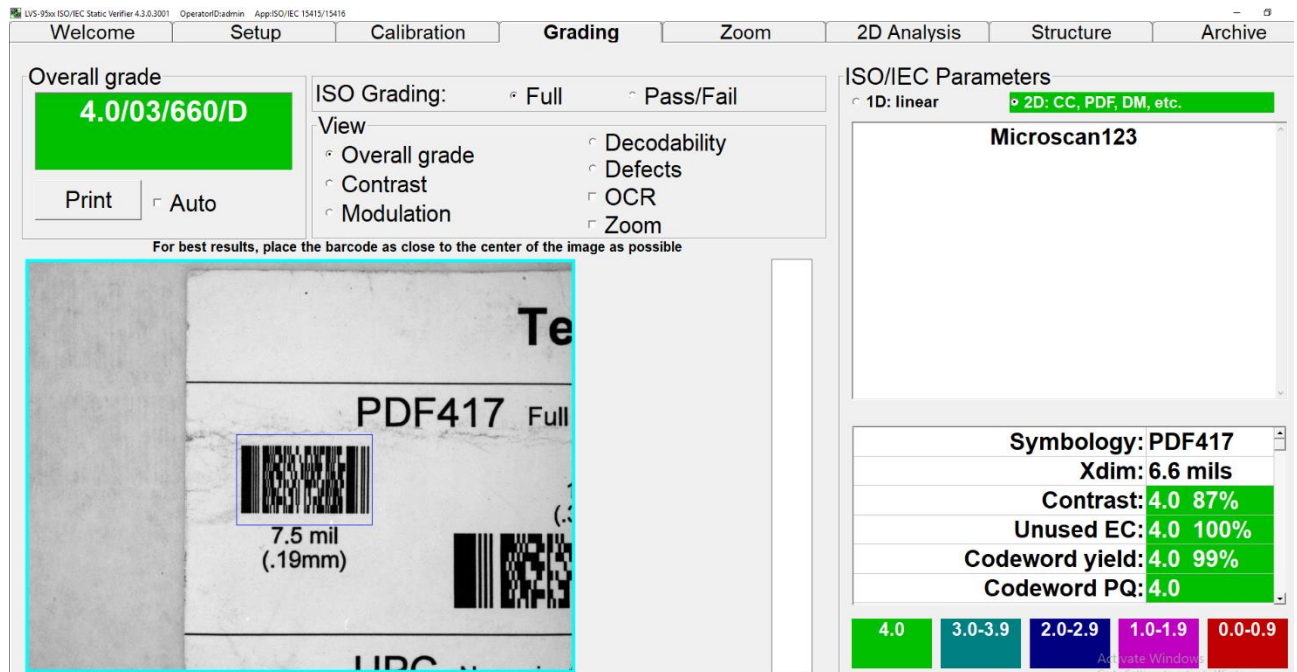 LVS-95xx ISO/IEC Static Verifier 4.3.0.3001 OperatorID:admin App:ISO/IEC 15415/15416
Welcome Setup Calibration Grading Zoom 2D Analysis Structure Archive
Overall grade
4.0/03/660/D
Print Auto
ISO Grading: Full Pass/Fail
View
Overall grade
Contrast
Modulation
Decodability
Defects
OCR
Zoom
For best results, place the barcode as close to the center of the image as possible
Te
PDF417 Full
7.5 mil
(.19mm)
UPC
ISO/IEC Parameters
1D: linear 2D: CC, PDF, DM, etc.
Microscan123
Symbology: PDF417
Xdim: 6.6 mils
Contrast: 4.0 87%
Unused EC: 4.0 100%
Codeword yield: 4.0 99%
Codeword PQ: 4.0
4.0 3.0-3.9 2.0-2.9 1.0-1.9 0.0-0.9
Activate Windows